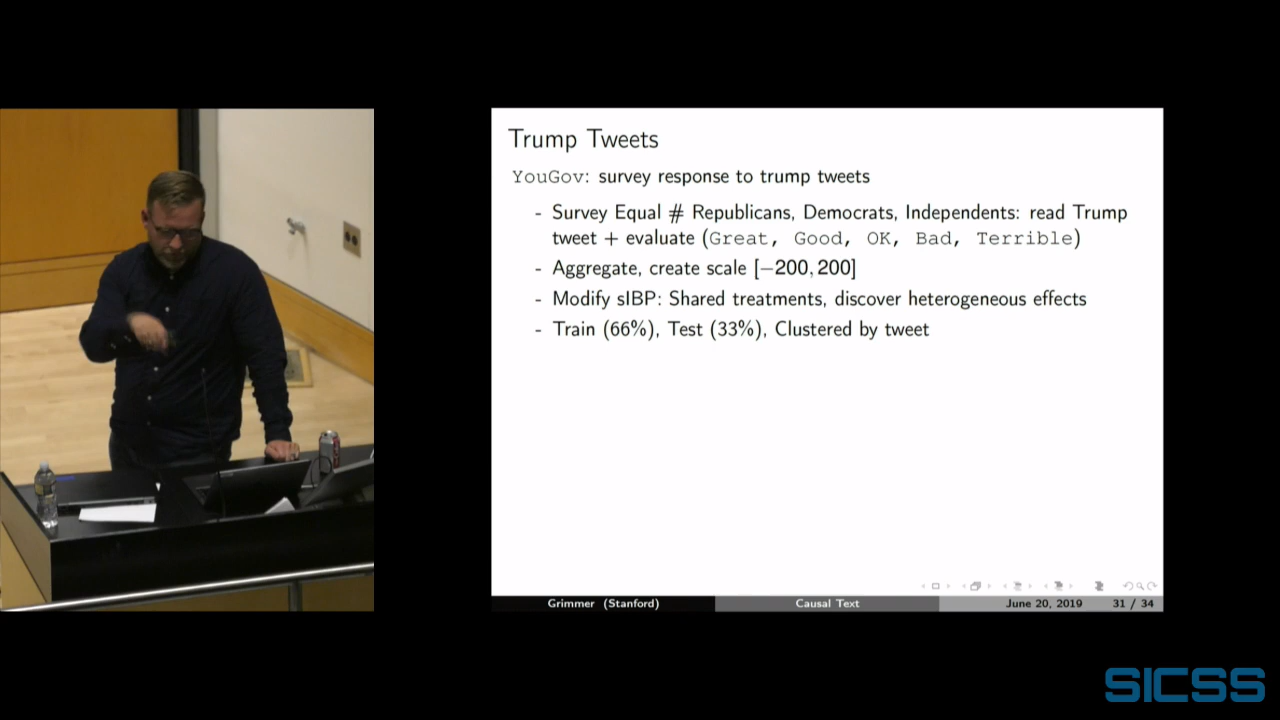 Trump Tweets
YouGov: survey response to trump tweets
- Survey Equal # Republicans, Democrats, Independents: read Trump
tweet + evaluate (Great, Good, OK, Bad, Terrible)
- Aggregate, create scale [−200, 200]
- Modify sIBP: Shared treatments, discover heterogeneous effects
- Train (66%), Test (33%), Clustered by tweet
Grimmer (Stanford) Causal Text June 20, 2019 31 / 34
SICSS